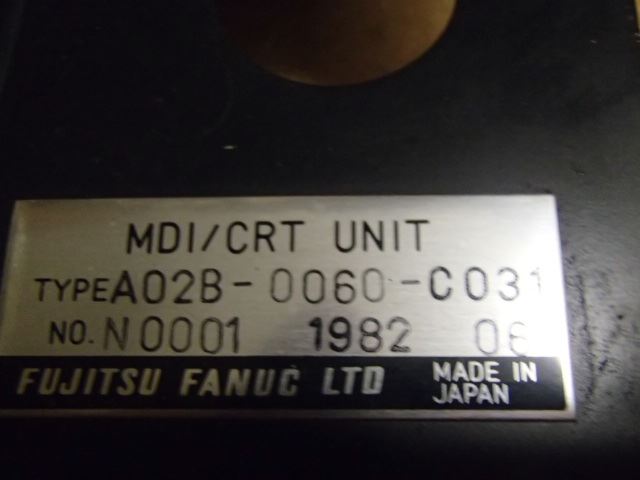 MDI/CRT UNIT
TYPE A02B-0060-C031
NO. N0001 1982 06
FUJITSU FANUC LTD MADE IN
JAPAN